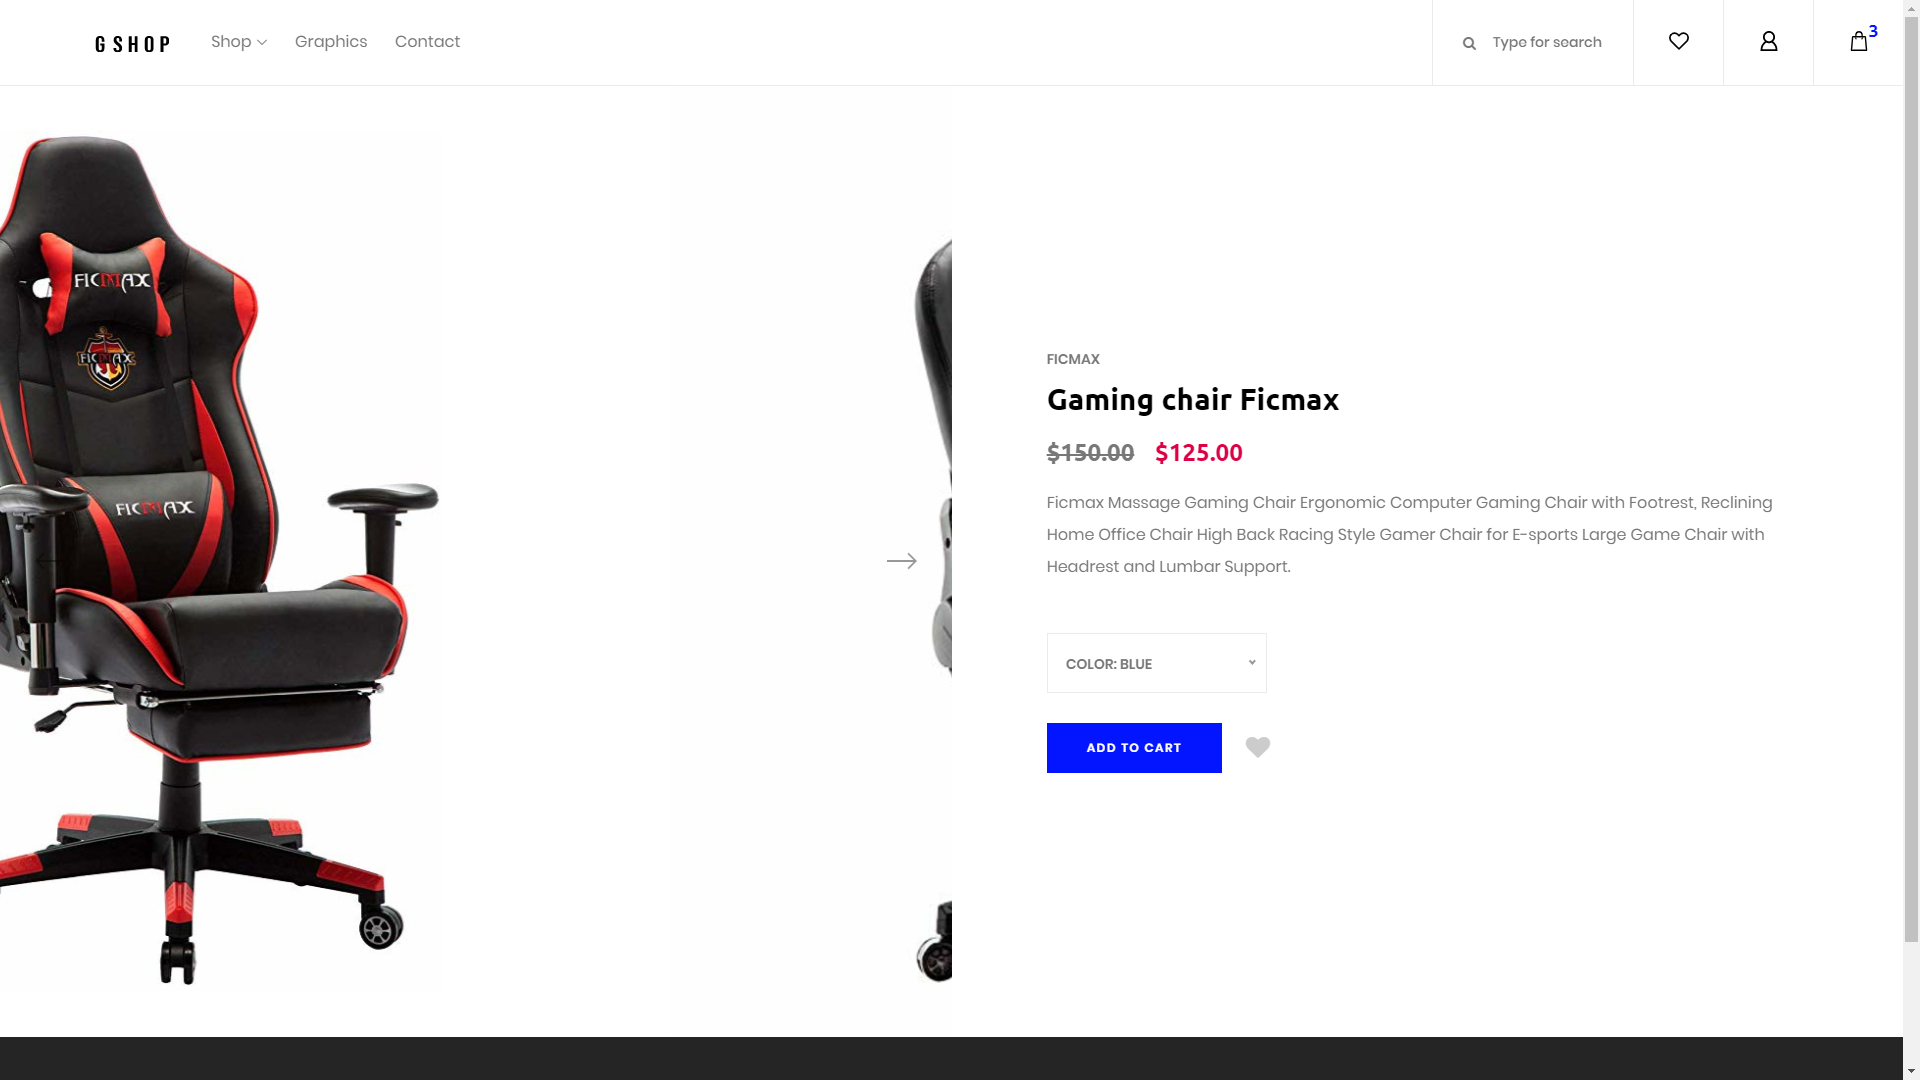 G SHOP
Shop
Graphics
Contact
Type for search
3
FICMAX
FICMAX
FICMAX
FICMAX
Gaming chair Ficmax
$150.00 $125.00
Ficmax Massage Gaming Chair Ergonomic Computer Gaming Chair with Footrest, Reclining
Home Office Chair High Back Racing Style Gamer Chair for E-sports Large Game Chair with
Headrest and Lumbar Support.
COLOR: BLUE
ADD TO CART